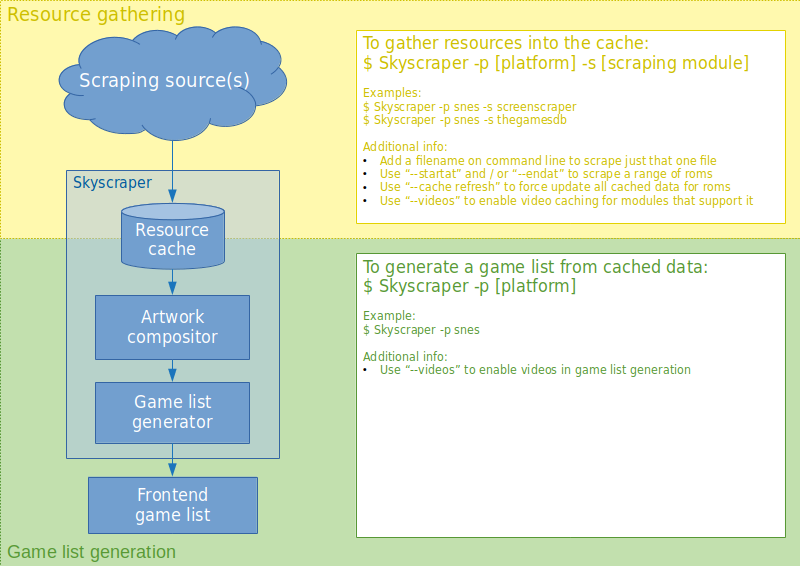 Resource gathering
Scraping source(s)
Skyscraper
Resource
cache
Artwork
compositor
Game list
generator
Frontend
game list
Game list generation
To gather resources into the cache:
$ Skyscraper -p [platform] -s [scraping module]
Examples:
$ Skyscraper -p snes -s screenscraper
$ Skyscraper -p snes -s thegamesdb
Additional info:
• Add a filename on command line to scrape just that one file
• Use “--startat” and / or “--endat” to scrape a range of roms
• Use “--cache refresh” to force update all cached data for roms
• Use “--videos” to enable video caching for modules that support it
To generate a game list from cached data:
$ Skyscraper -p [platform]
Example:
$ Skyscraper -p snes
Additional info:
• Use “--videos” to enable videos in game list generation